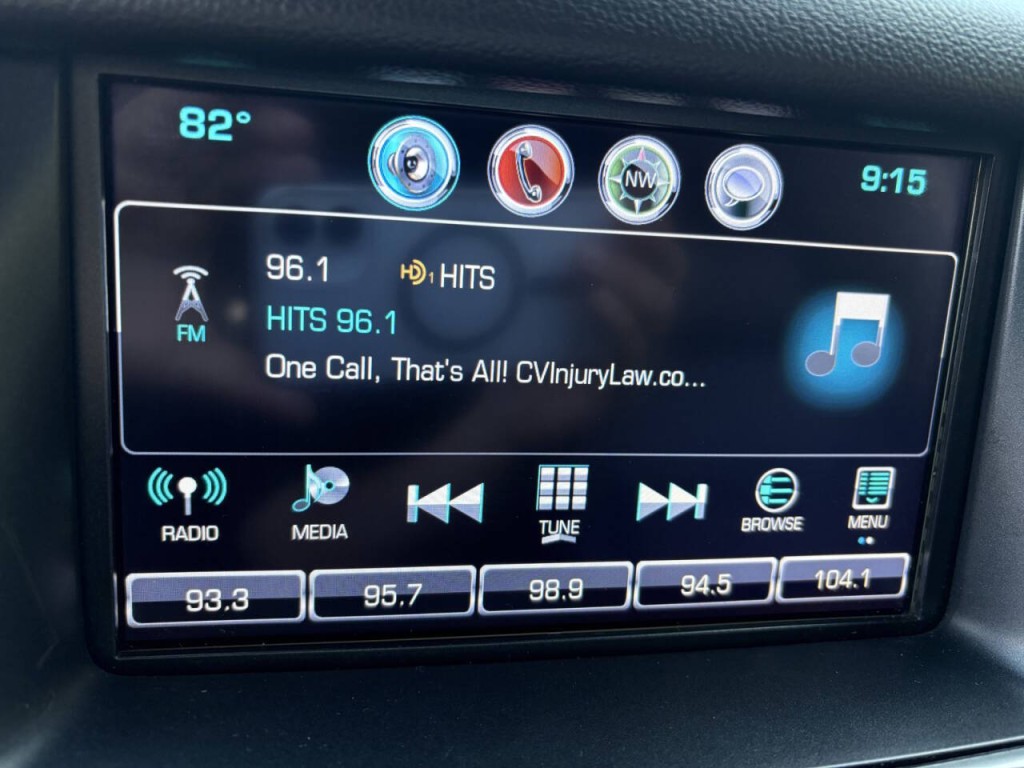 82°
NW
9:15
96.1 HD1 HITS
FM
HITS 96.1
One Call, That's All! CVInjuryLaw.co...
RADIO
MEDIA
TUNE
BROWSE
MENU
93.3
95.7
98.9
94.5
104.1